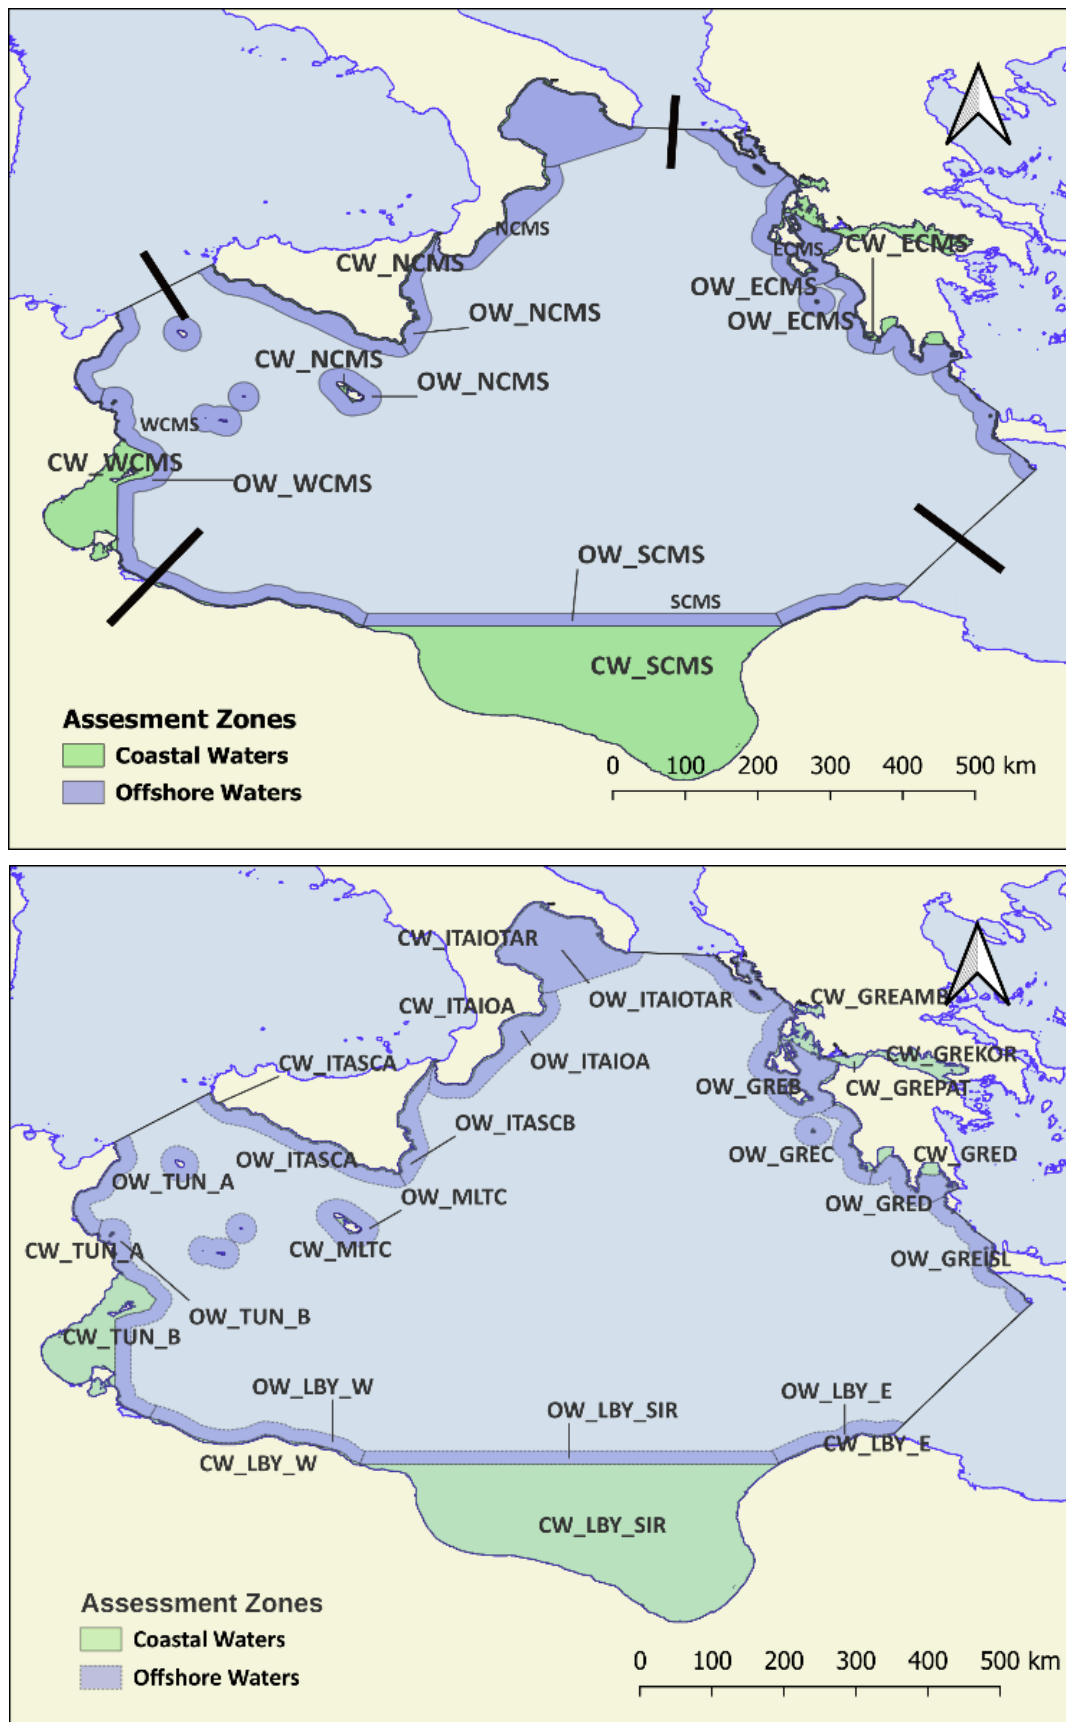 NCMS
CW_NCMS
ECMS
CW_ECMS
OW_ECMS
OW_NCMS
OW_ECMS
CW_NCMS
OW_NCMS
WCMS
CW_WCMS
OW_WCMS
OW_SCMS
SCMS
CW_SCMS
Assesment Zones
Coastal Waters
Offshore Waters
0 100 200 300 400 500 km
CW_ITAIOTAR
OW_ITAIOTAR
CW_GREAMB
CW_ITAIOA
CW_GREKOR
CW_ITASCA
OW_ITAIOA
OW_GREB
CW_GREPAT
OW_ITASCB
OW_ITASCA
OW_GREC
CW_GRED
OW_TUN_A
OW_MLTC
OW_GRED
CW_TUN_A
CW_MLTC
OW_GREISL
OW_TUN_B
CW_TUN_B
OW_LBY_W
OW_LBY_E
OW_LBY_SIR
CW_LBY_W
CW_LBY_E
CW_LBY_SIR
Assessment Zones
Coastal Waters
Offshore Waters
0 100 200 300 400 500 km